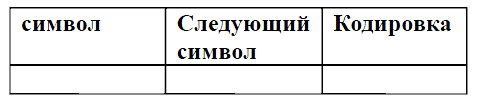 символ
Следующий
символ
Кодировка